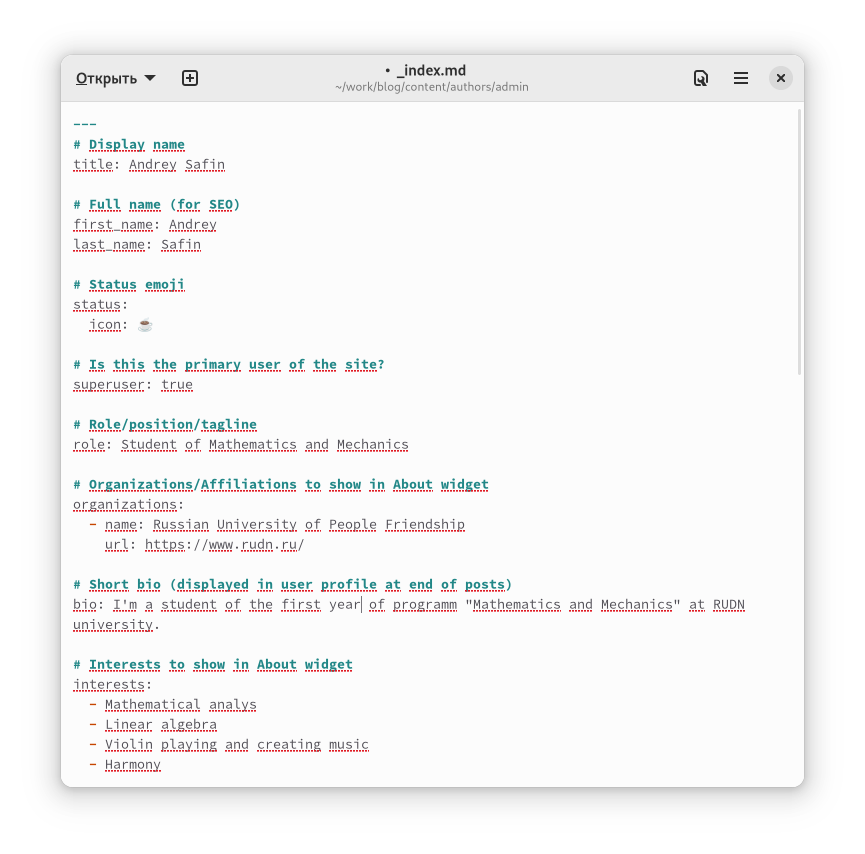 Открыть
• _index.md
~/work/blog/content/authors/admin
---
# Display name
title: Andrey Safin
# Full name (for SEO)
first_name: Andrey
last_name: Safin
# Status emoji
status:
  icon: ☕
# Is this the primary user of the site?
superuser: true
# Role/position/tagline
role: Student of Mathematics and Mechanics
# Organizations/Affiliations to show in About widget
organizations:
  - name: Russian University of People Friendship
    url: https://www.rudn.ru/
# Short bio (displayed in user profile at end of posts)
bio: I'm a student of the first year of programm "Mathematics and Mechanics" at RUDN
university.
# Interests to show in About widget
interests:
  - Mathematical analys
  - Linear algebra
  - Violin playing and creating music
  - Harmony